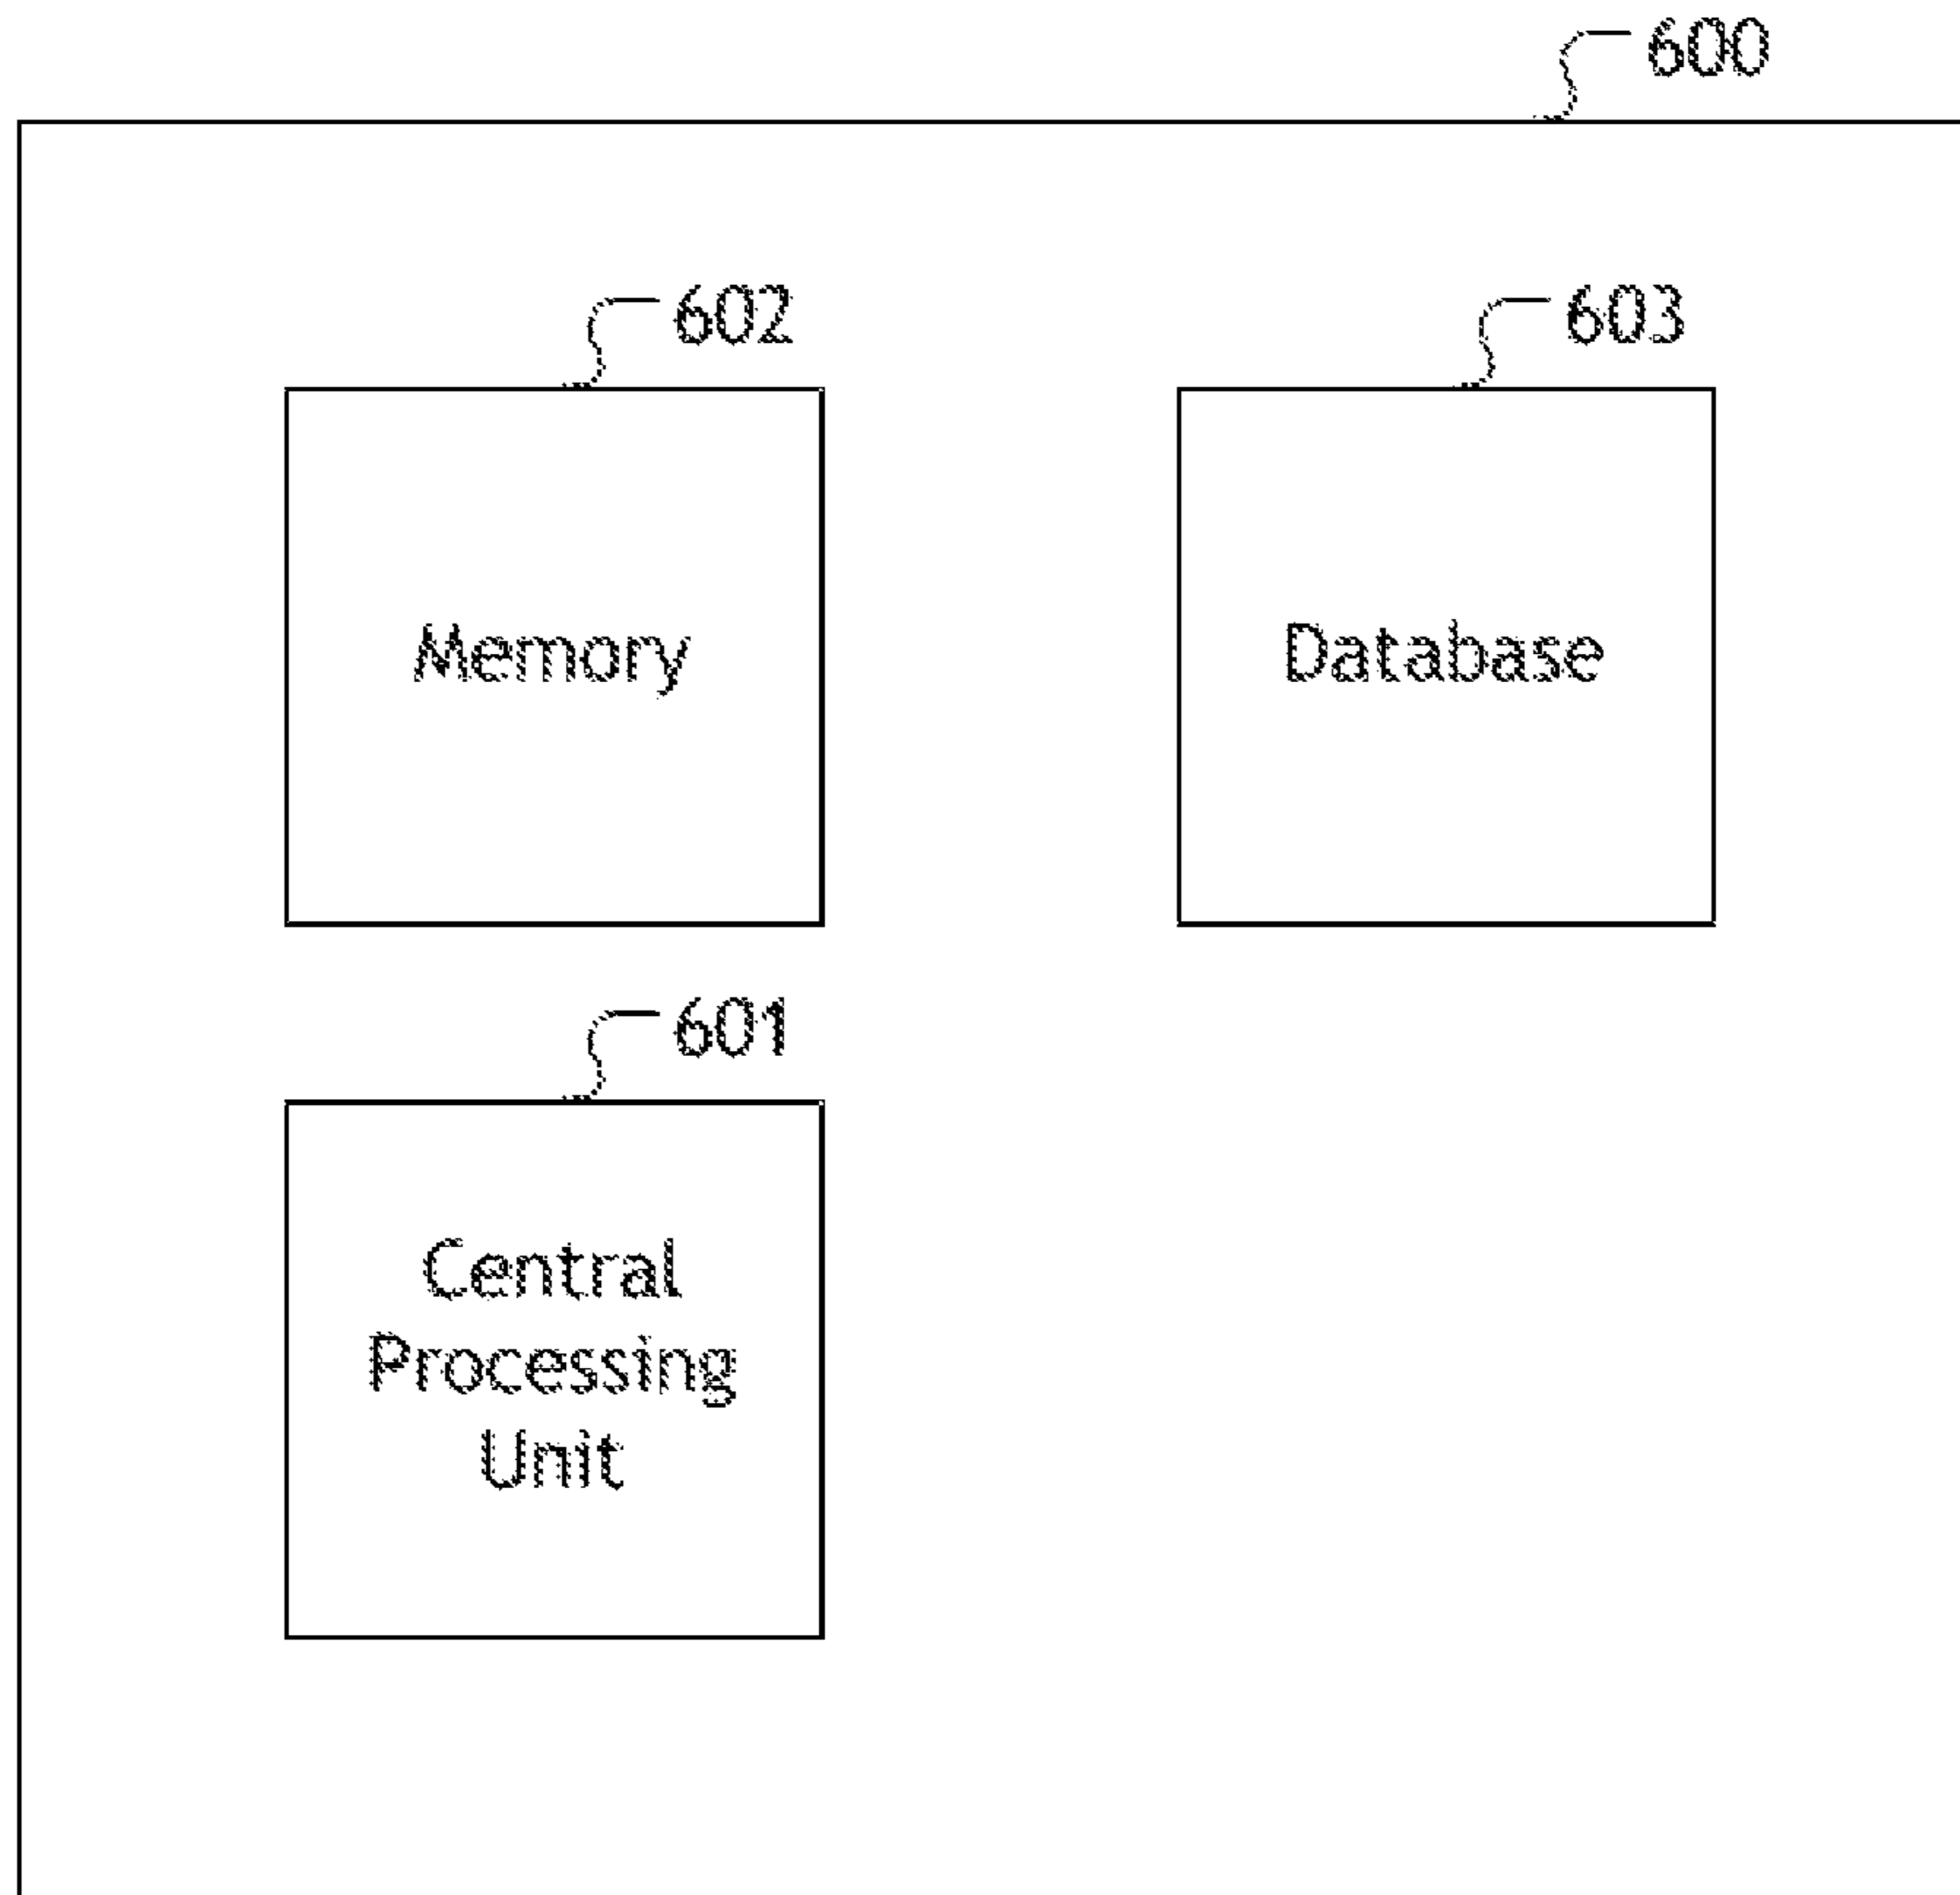 600
602
603
Memory
Database
601
Central
Processing
Unit